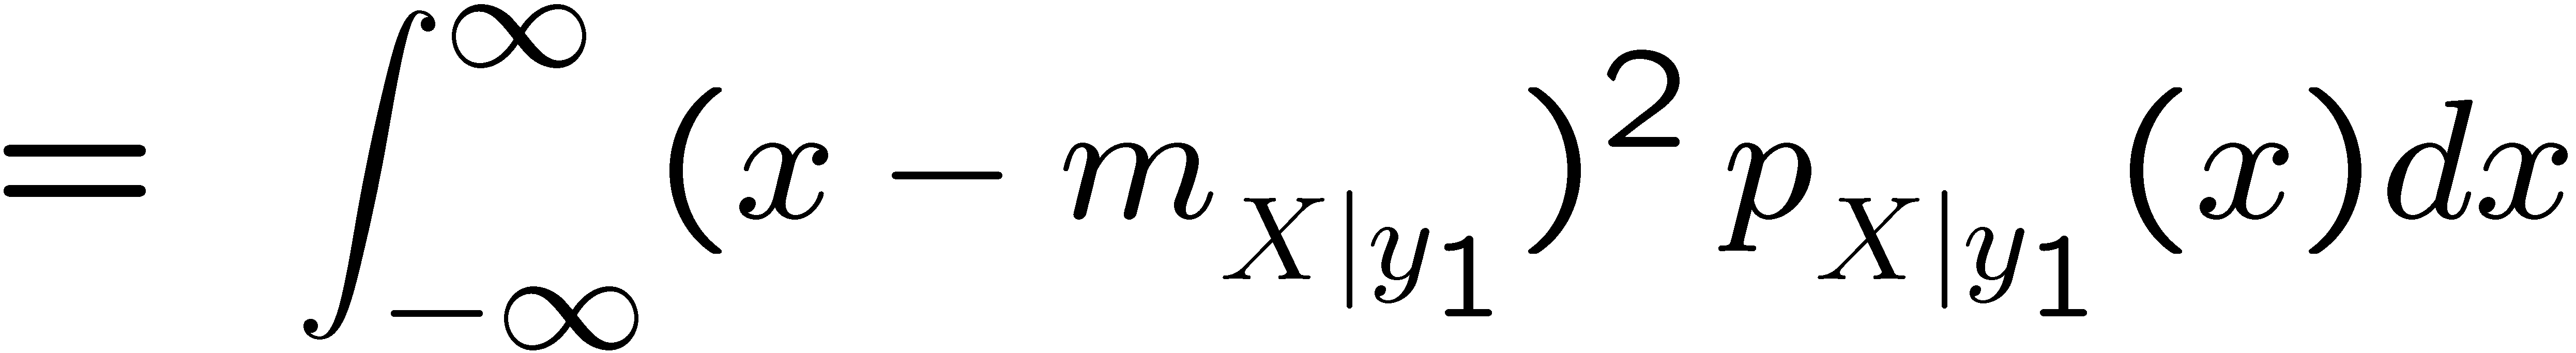 $= \int_{-\infty}^{\infty} (x - m_{X|y_1})^2 p_{X|y_1}(x) dx$